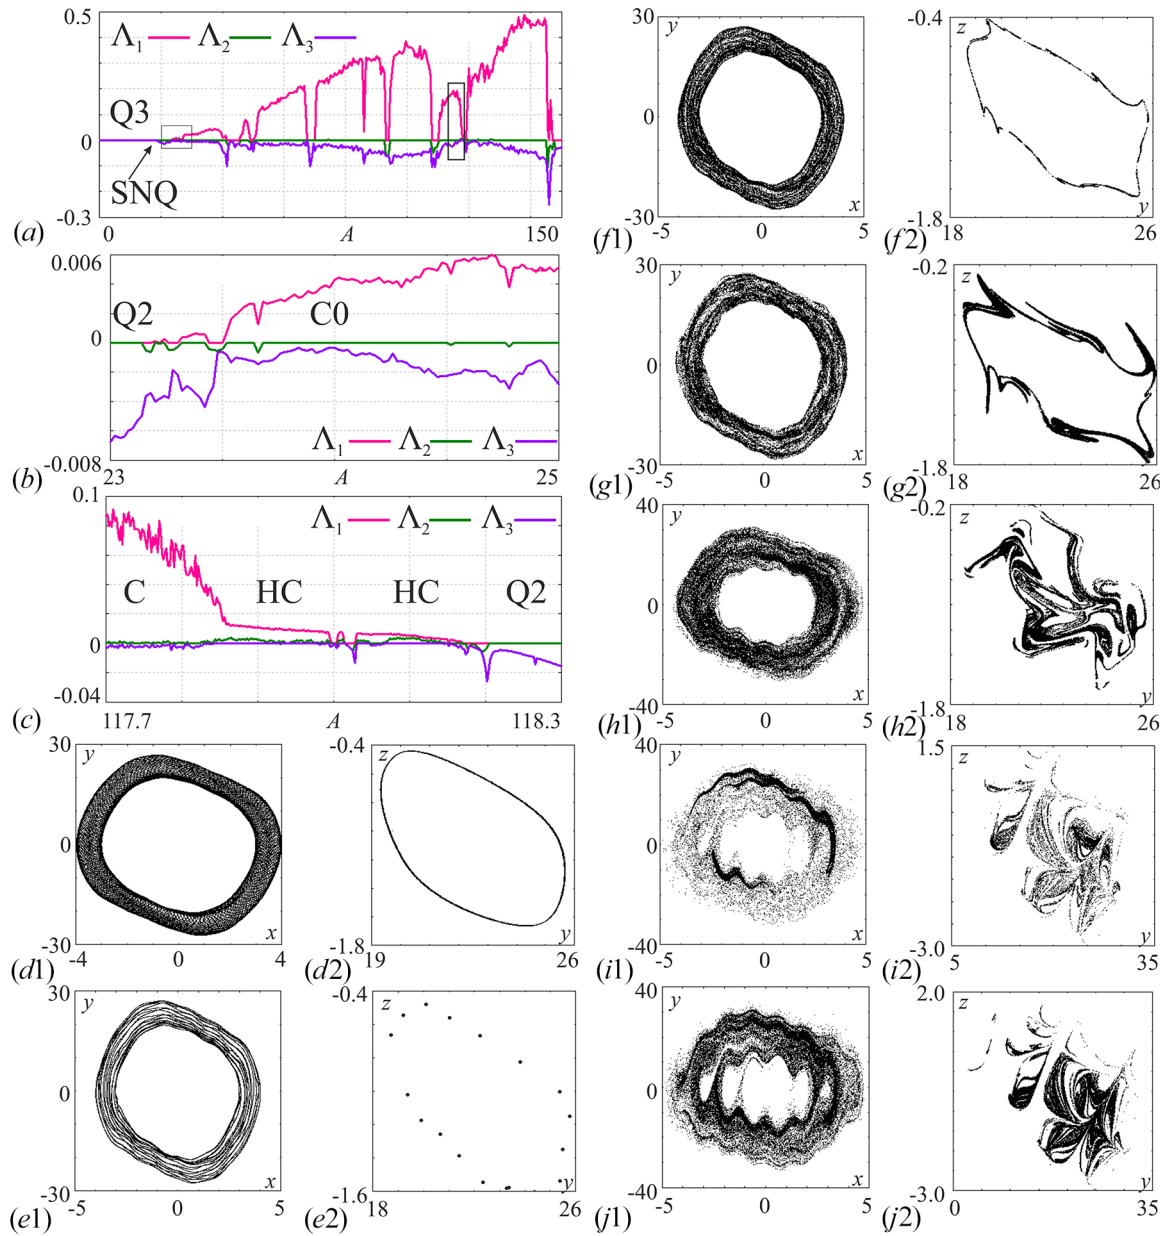 0.5
Λ1 Λ2 Λ3
Q3
0
SNQ
-0.3
0 A 150
(a)
0.006
Q2 C0
0
Λ1 Λ2 Λ3
-0.008
23 A 25
(b)
0.1
Λ1 Λ2 Λ3
C HC HC Q2
0
-0.04
117.7 A 118.3
(c)
30
y
0
-30
x
-4 0 4
(d1)
-0.4
z
-1.8
y
19 26
(d2)
30
y
0
-30
x
-5 0 5
(e1)
-0.4
z
-1.6
y
18 26
(e2)
30
y
0
-30
x
-5 0 5
(f1)
-0.4
z
-1.8
y
18 26
(f2)
30
y
0
-30
x
-5 0 5
(g1)
-0.2
z
-1.8
y
18 26
(g2)
40
y
0
-40
x
-5 0 5
(h1)
-0.2
z
-1.8
y
18 26
(h2)
40
y
0
-40
x
-5 0 5
(i1)
1.5
z
-3.0
y
5 35
(i2)
40
y
0
-40
x
-5 0 5
(j1)
2.0
z
-3.0
y
0 35
(j2)